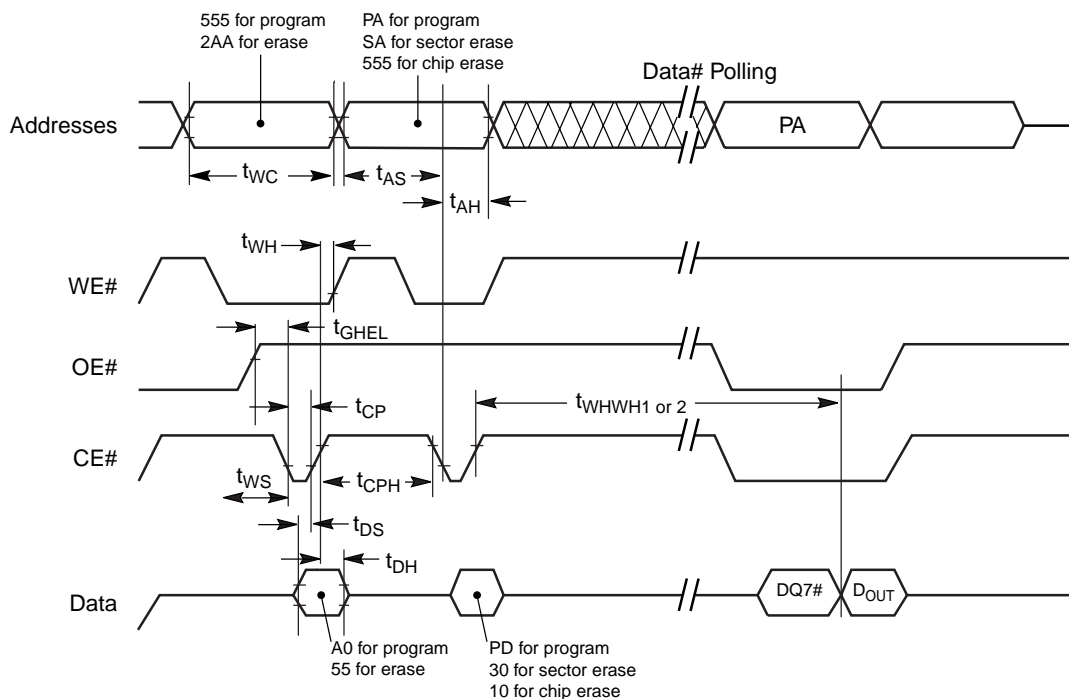 555 for program
2AA for erase
PA for program
SA for sector erase
555 for chip erase
Data# Polling
Addresses
PA
tWC
tAS
tAH
tWH
WE#
tGHEL
OE#
tCP
tWHWH1 or 2
CE#
tWS
tCPH
tDS
tDH
Data
DQ7#
DOUT
A0 for program
55 for erase
PD for program
30 for sector erase
10 for chip erase